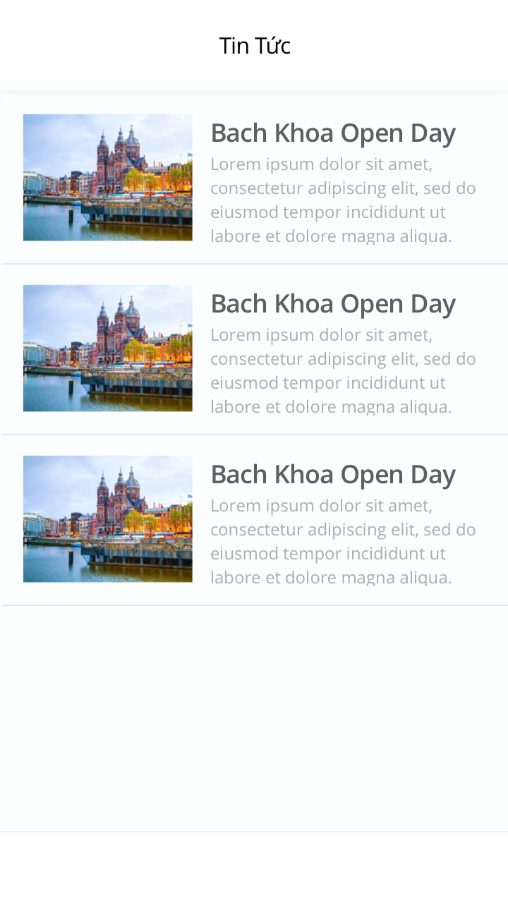 Tin Tức
Bach Khoa Open Day
Lorem ipsum dolor sit amet,
consectetur adipiscing elit, sed do
eiusmod tempor incididunt ut
labore et dolore magna aliqua.
Bach Khoa Open Day
Lorem ipsum dolor sit amet,
consectetur adipiscing elit, sed do
eiusmod tempor incididunt ut
labore et dolore magna aliqua.
Bach Khoa Open Day
Lorem ipsum dolor sit amet,
consectetur adipiscing elit, sed do
eiusmod tempor incididunt ut
labore et dolore magna aliqua.